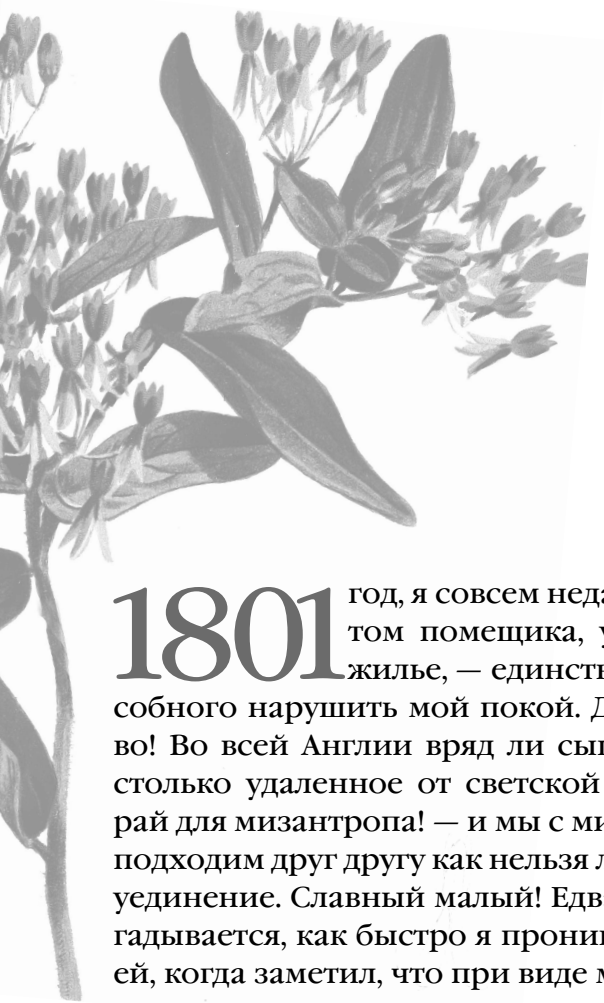 1801 год, я совсем
том помещика,
жилье, —
собного нарушить мой покой.
во! Во всей Англии вряд ли
столько удаленное от светской
рай для мизантропа! — и мы с
подходим друг другу как нельзя
уединение. Славный малый!
гадывается, как быстро я
ей, когда заметил, что при виде